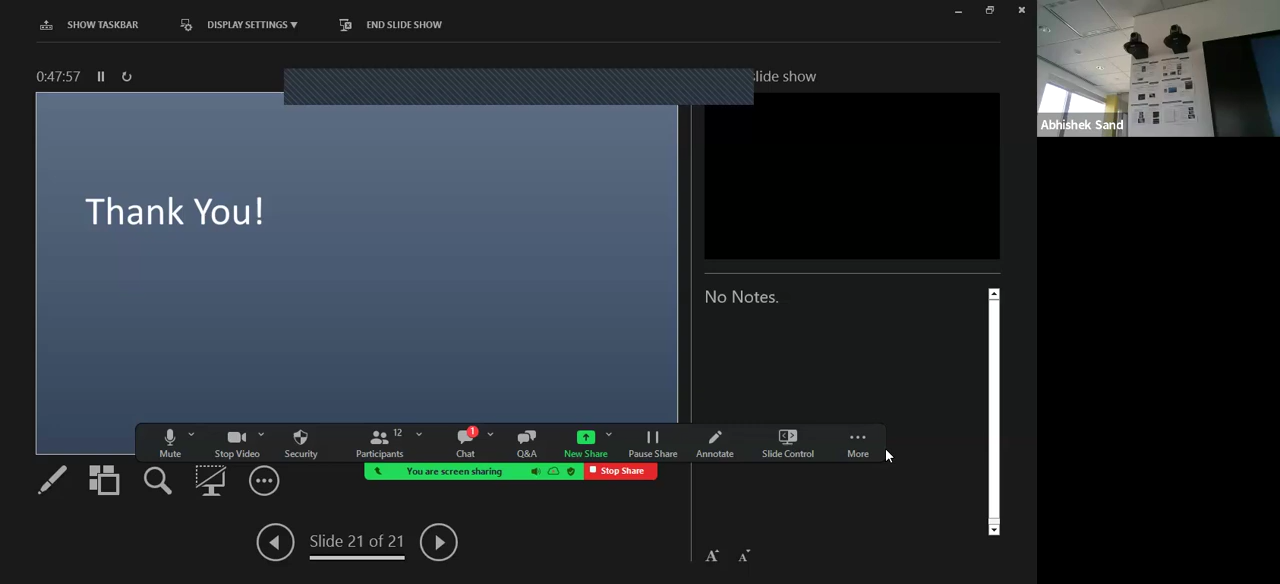 SHOW TASKBAR
DISPLAY SETTINGS ▼
END SLIDE SHOW
0:47:57
slide show
Thank You!
Abhishek Sand
No Notes.
12
1
Mute
Stop Video
Security
Participants
Chat
Q&A
New Share
Pause Share
Annotate
Slide Control
More
You are screen sharing
Stop Share
Slide 21 of 21
A
A